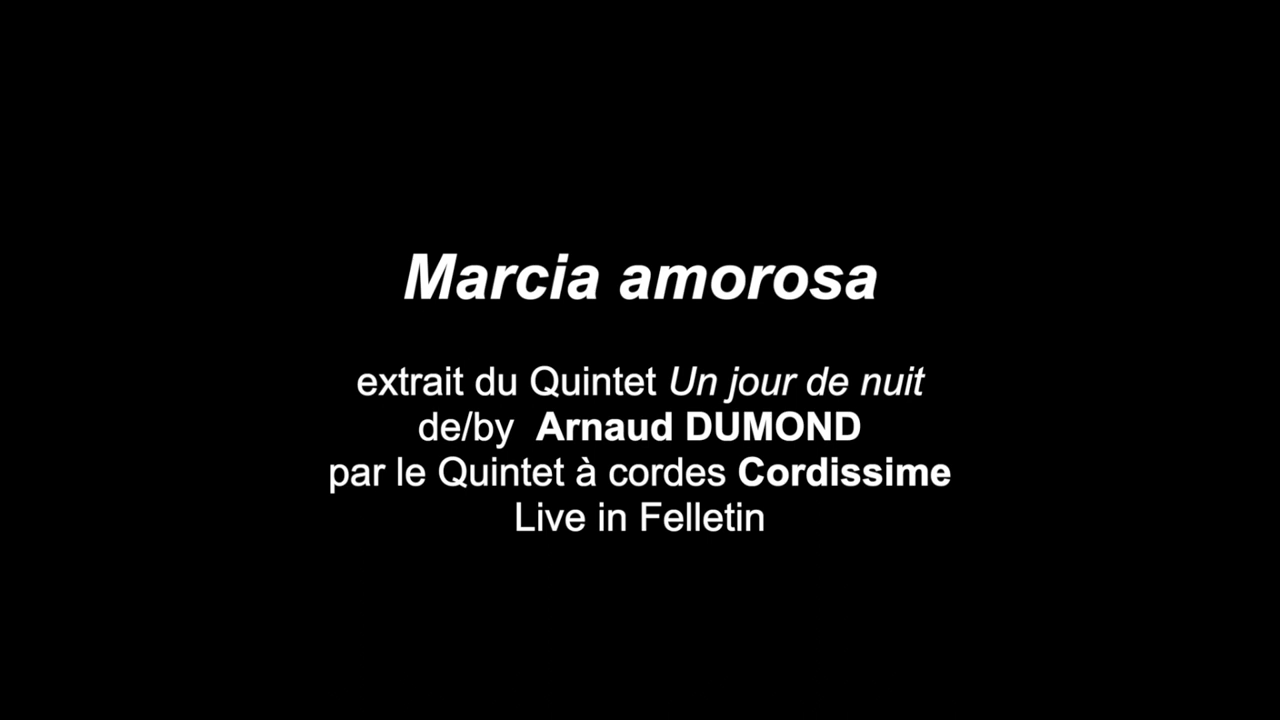 Marcia amorosa
extrait du Quintet Un jour de nuit
de/by Arnaud DUMOND
par le Quintet à cordes Cordissime
Live in Felletin